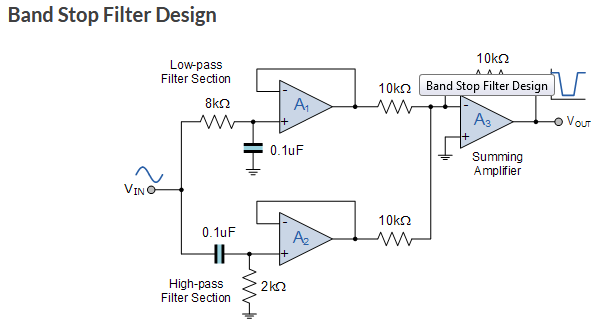 Band Stop Filter Design
Low-pass
Filter Section
8kΩ
A1
0.1uF
10kΩ
10kΩ
Band Stop Filter Design
A3
VOUT
Summing
Amplifier
VIN
0.1uF
A2
10kΩ
High-pass
Filter Section
2kΩ